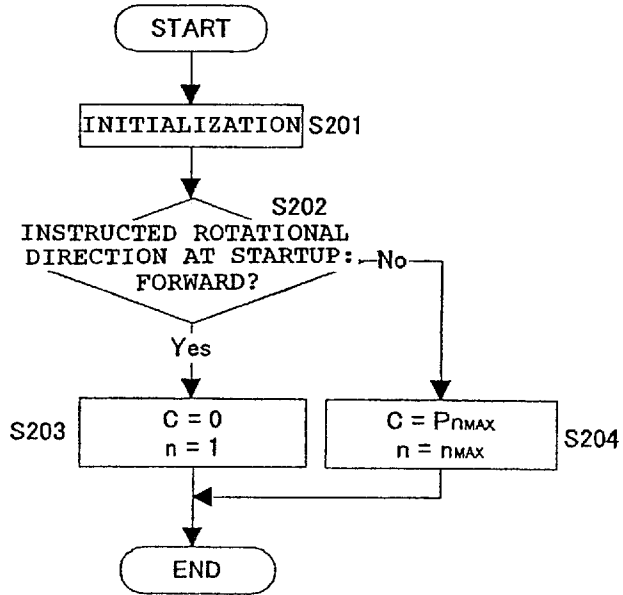 START
INITIALIZATION
S201
S202
INSTRUCTED ROTATIONAL
DIRECTION AT STARTUP:
FORWARD?
No
Yes
S203
C = 0
n = 1
C = PnMAX
n = nMAX
S204
END